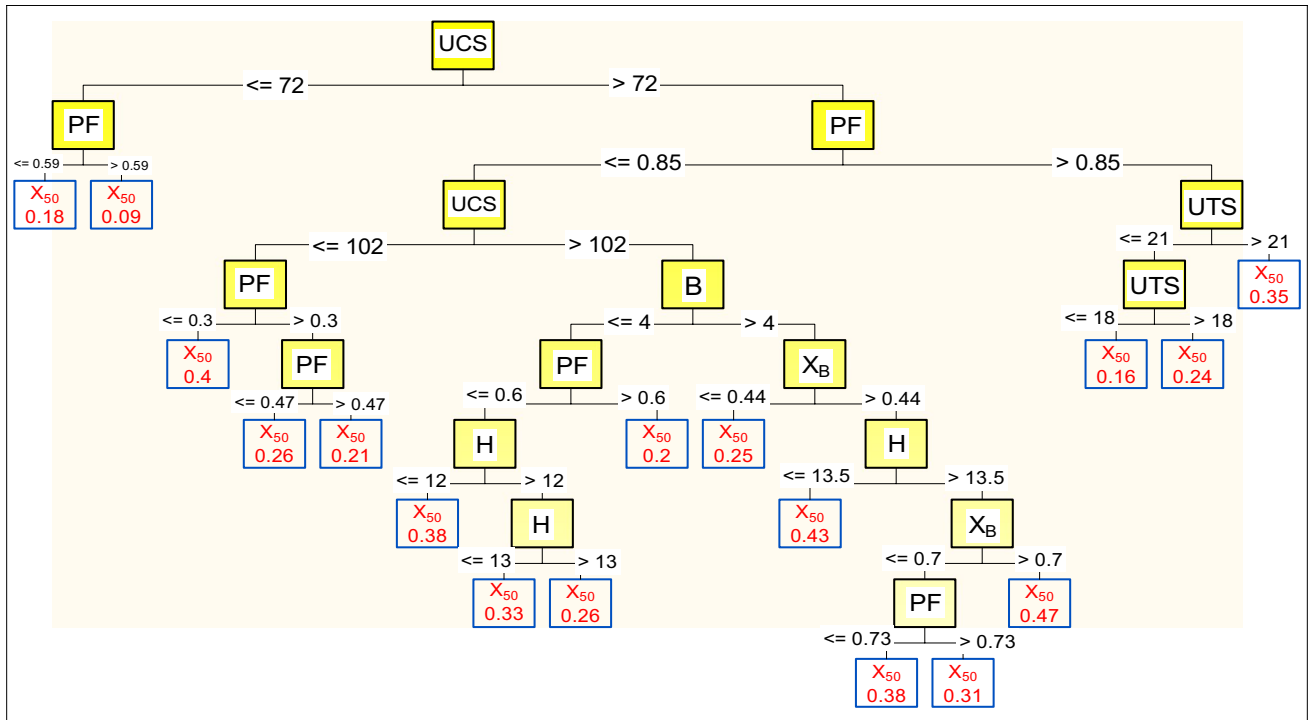 UCS
<= 72 > 72
PF PF
<= 0.59 > 0.59 <= 0.85 > 0.85
X₅₀ X₅₀ UCS UTS
0.18 0.09
<= 102 > 102 <= 21 > 21
PF B UTS X₅₀
0.35
<= 0.3 > 0.3 <= 4 > 4 <= 18 > 18
X₅₀ PF PF X_B X₅₀ X₅₀
0.4 0.16 0.24
<= 0.47 > 0.47 <= 0.6 > 0.6 <= 0.44 > 0.44
X₅₀ X₅₀ H X₅₀ X₅₀ H
0.26 0.21 0.2 0.25
<= 12 > 12 <= 13.5 > 13.5
X₅₀ H X₅₀ X_B
0.38 0.43
<= 13 > 13 <= 0.7 > 0.7
X₅₀ X₅₀ PF X₅₀
0.33 0.26 0.47
<= 0.73 > 0.73
X₅₀ X₅₀
0.38 0.31